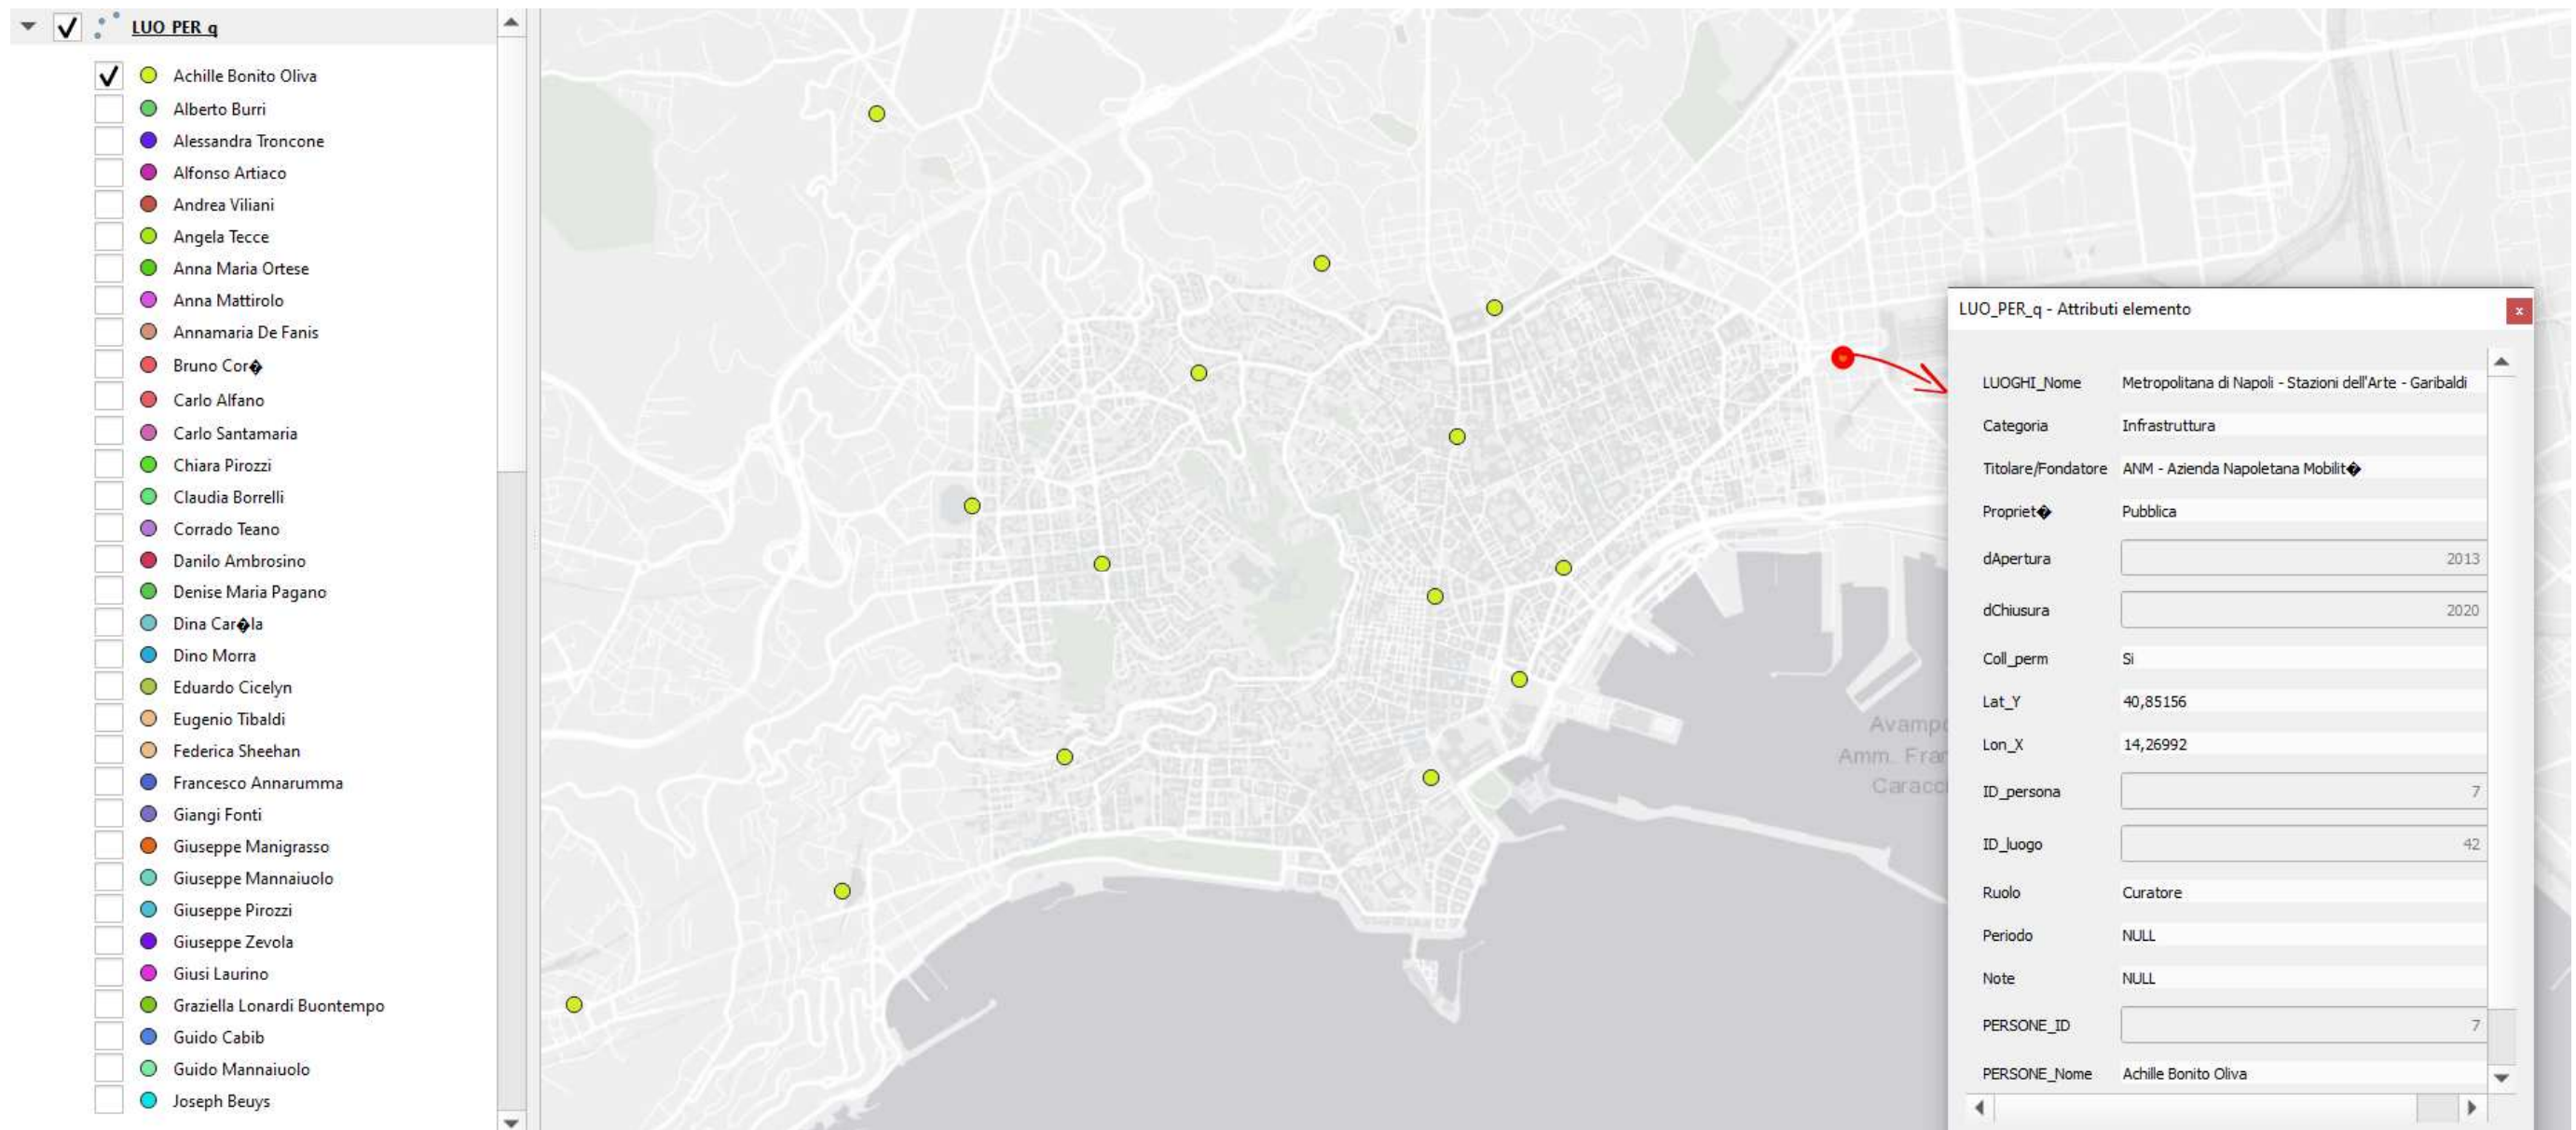 LUO_PER_q
Achille Bonito Oliva
Alberto Burri
Alessandra Troncone
Alfonso Artiaco
Andrea Viliani
Angela Tecce
Anna Maria Ortese
Anna Mattirolo
Annamaria De Fanis
Bruno Cor�
Carlo Alfano
Carlo Santamaria
Chiara Pirozzi
Claudia Borrelli
Corrado Teano
Danilo Ambrosino
Denise Maria Pagano
Dina Car�la
Dino Morra
Eduardo Cicelyn
Eugenio Tibaldi
Federica Sheehan
Francesco Annarumma
Giangi Fonti
Giuseppe Manigrasso
Giuseppe Mannaiuolo
Giuseppe Pirozzi
Giuseppe Zevola
Giusi Laurino
Graziella Lonardi Buontempo
Guido Cabib
Guido Mannaiuolo
Joseph Beuys
Amm.
LUO_PER_q - Attributi elemento
x
LUOGHI_Nome Metropolitana di Napoli - Stazioni dell'Arte - Garibaldi
Categoria Infrastruttura
Titolare/Fondatore ANM - Azienda Napoletana Mobilit�
Propriet� Pubblica
dApertura 2013
dChiusura 2020
Coll_perm Si
Lat_Y 40,85156
Lon_X 14,26992
ID_persona 7
ID_luogo 42
Ruolo Curatore
Periodo NULL
Note NULL
PERSONE_ID 7
PERSONE_Nome Achille Bonito Oliva